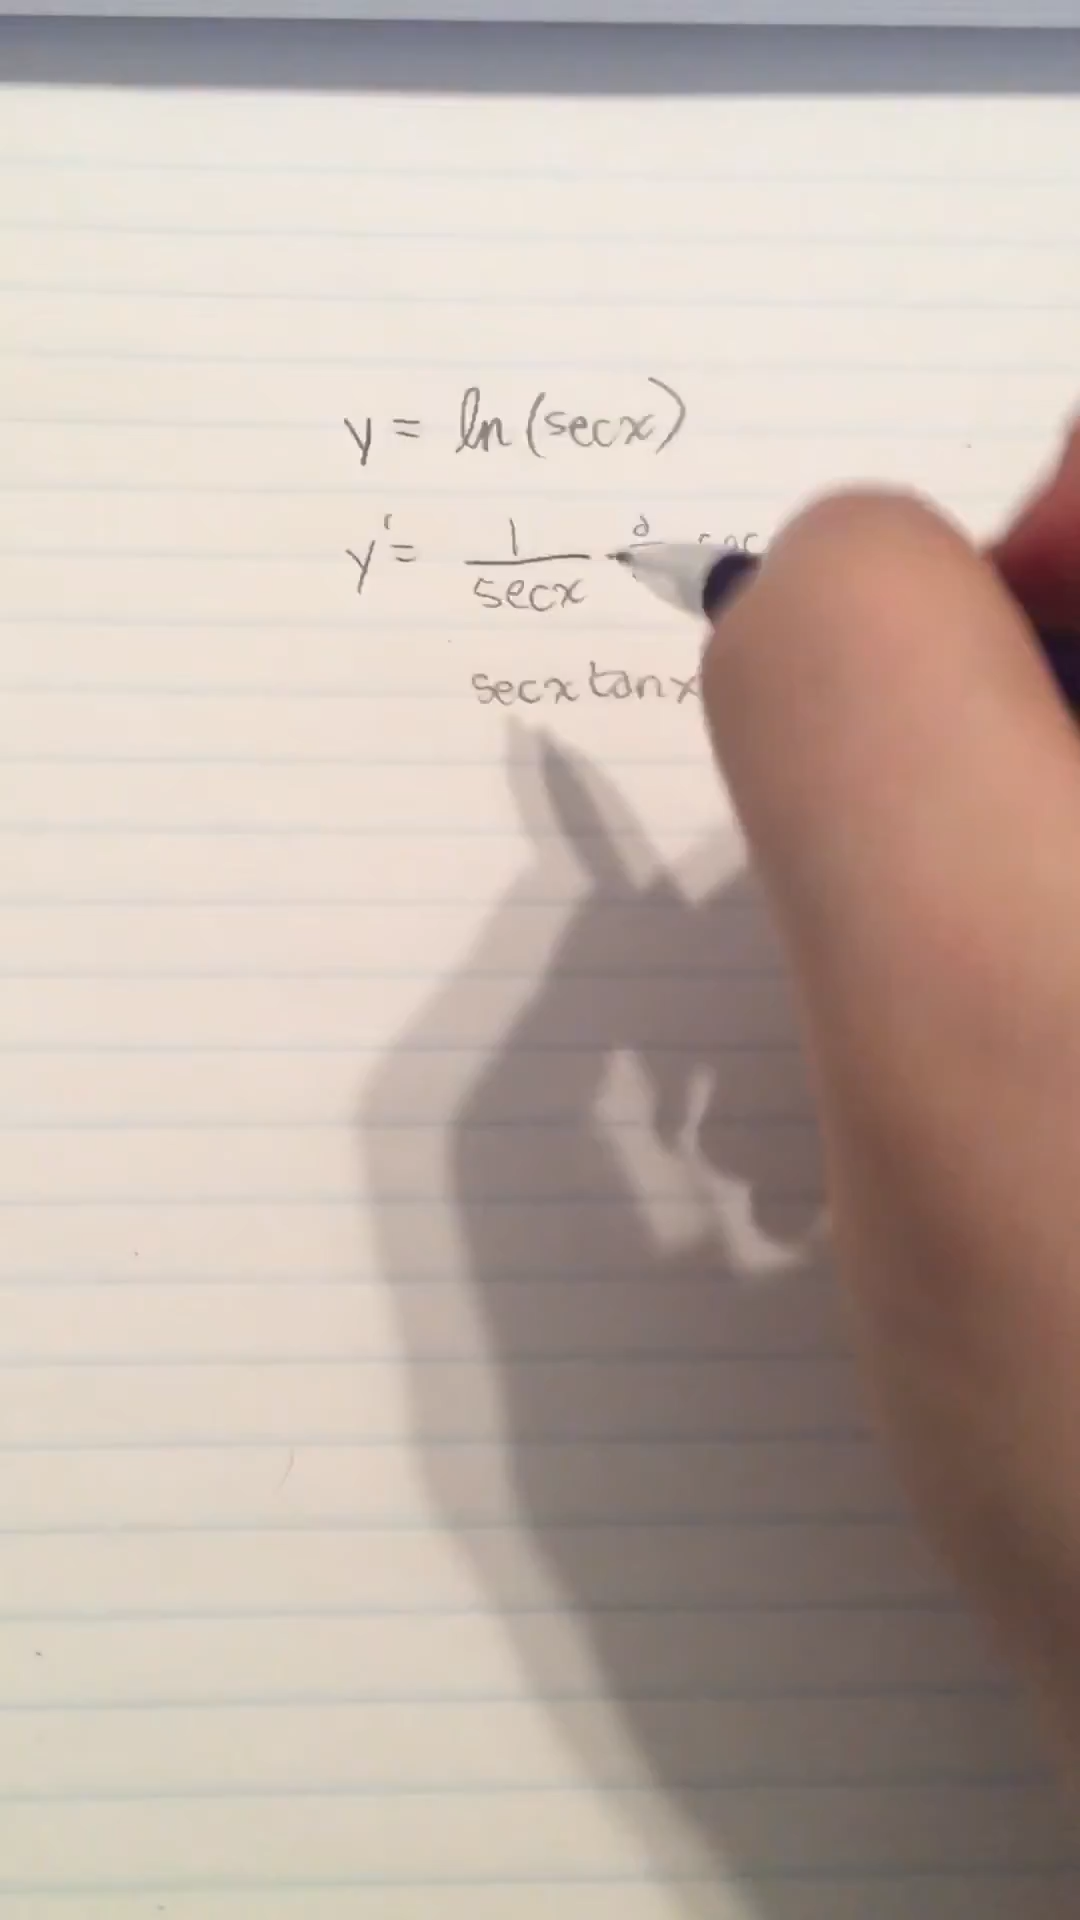 y = ln(secx)
y' = 1/secx · d
secx tanx